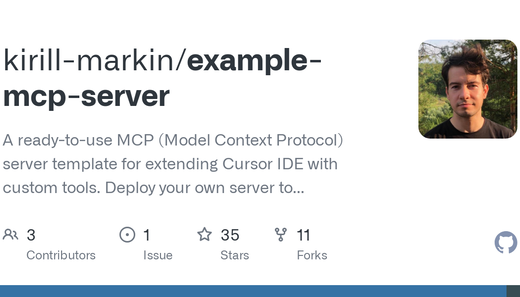 kirill-markin/example-
mcp-server
A ready-to-use MCP (Model Context Protocol)
server template for extending Cursor IDE with
custom tools. Deploy your own server to...
3 1 35 11
Contributors Issue Stars Forks